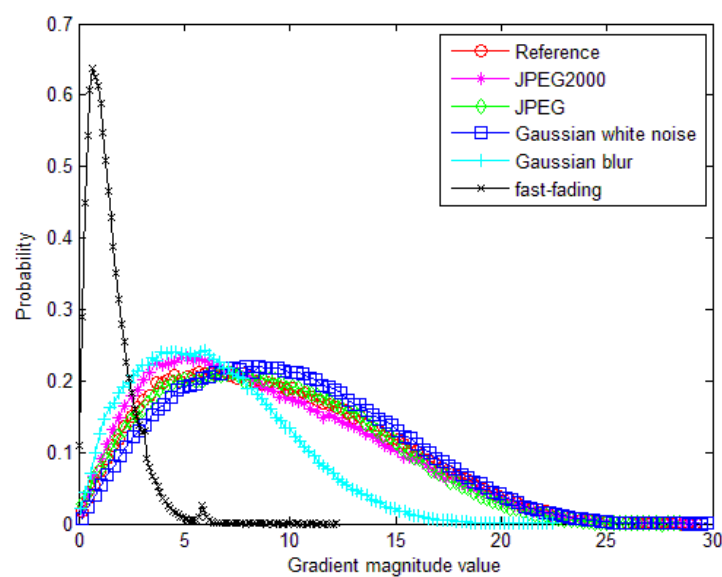 0.7
0.6
0.5
0.4
0.3
0.2
0.1
0
Probability
Reference
JPEG2000
JPEG
Gaussian white noise
Gaussian blur
fast-fading
0 5 10 15 20 25 30
Gradient magnitude value